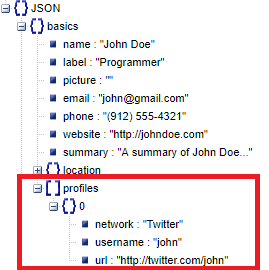 JSON
basics
name : "John Doe"
label : "Programmer"
picture : ""
email : "john@gmail.com"
phone : "(912) 555-4321"
website : "http://johndoe.com"
summary : "A summary of John Doe..."
location
profiles
0
network : "Twitter"
username : "john"
url : "http://twitter.com/john"